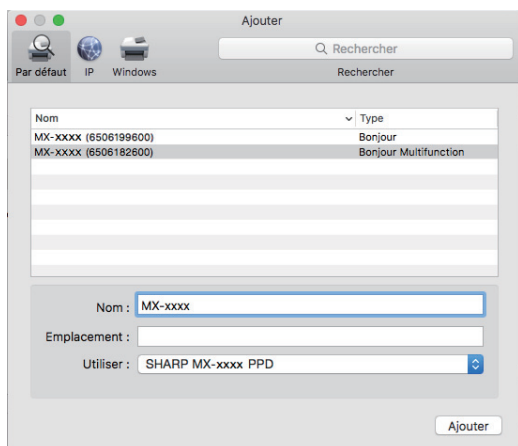 Ajouter
Rechercher
Par défaut IP Windows Rechercher
Nom Type
MX-xxxx (6506199600) Bonjour
MX-xxxx (6506182600) Bonjour Multifunction
Nom : MX-xxxx
Emplacement :
Utiliser : SHARP MX-xxxx PPD
Ajouter